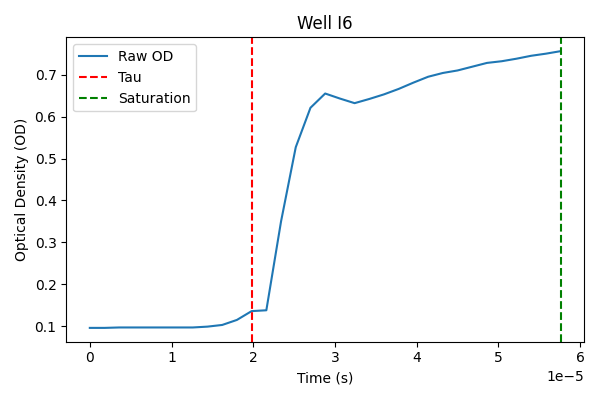 Well I6
Raw OD
Tau
Saturation
Optical Density (OD)
0.7
0.6
0.5
0.4
0.3
0.2
0.1
0 1 2 3 4 5 6
1e−5
Time (s)